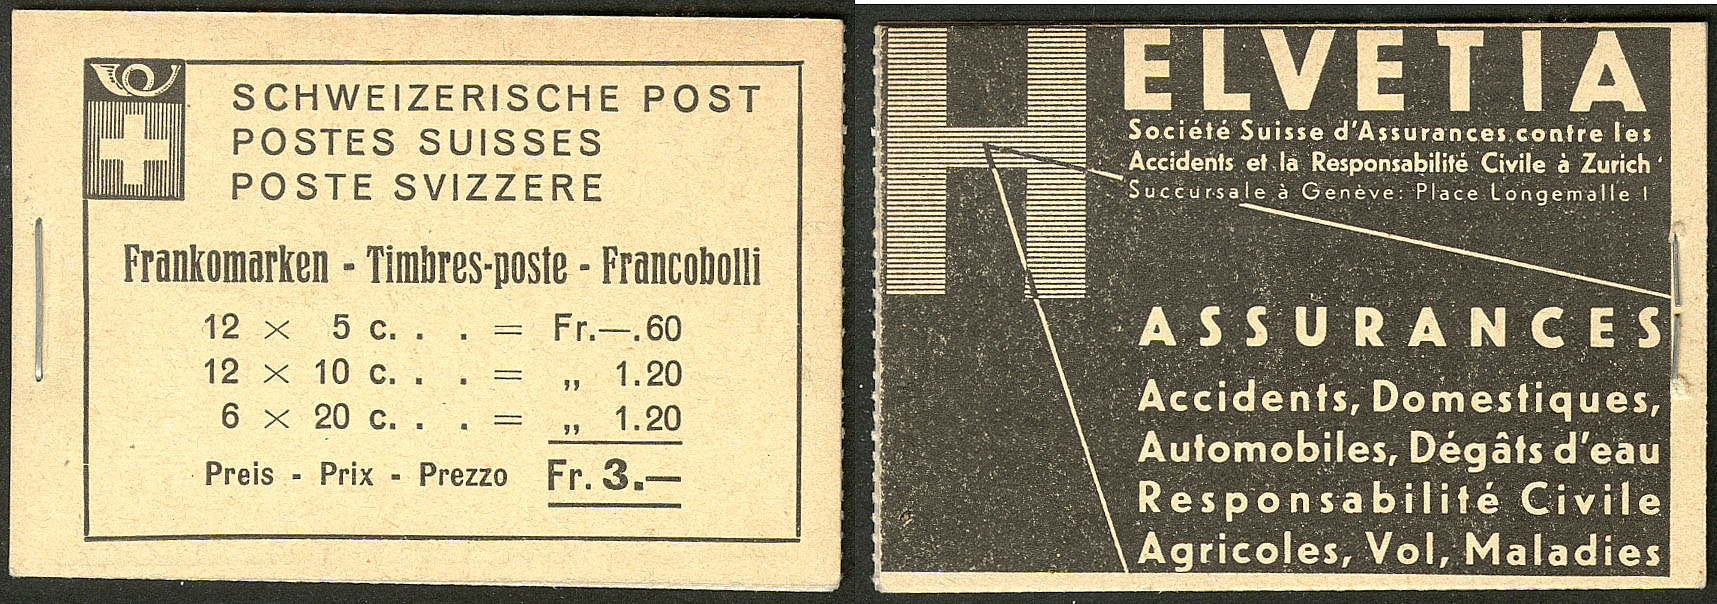 SCHWEIZERISCHE POST
POSTES SUISSES
POSTE SVIZZERE
Frankomarken - Timbres-poste - Francobolli
12 × 5 c. . . = Fr.—.60
12 × 10 c. . . = „ 1.20
6 × 20 c. . . = „ 1.20
Preis - Prix - Prezzo Fr. 3.—
HELVETIA
Société Suisse d'Assurances contre les
Accidents et la Responsabilité Civile à Zurich
Succursale à Genève: Place Longemalle 1
ASSURANCES
Accidents, Domestiques,
Automobiles, Dégâts d'eau
Responsabilité Civile
Agricoles, Vol, Maladies